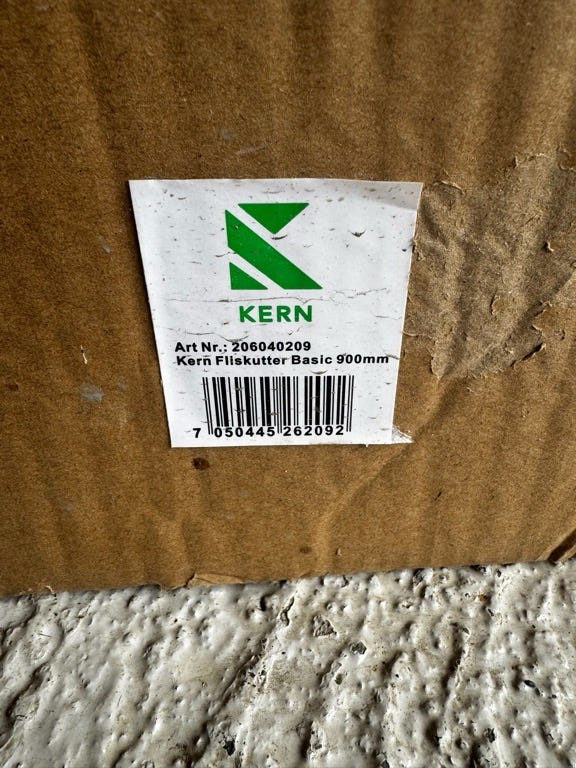 KERN
Art Nr.: 206040209
Kern Fliskutter Basic 900mm
7 050445 262092